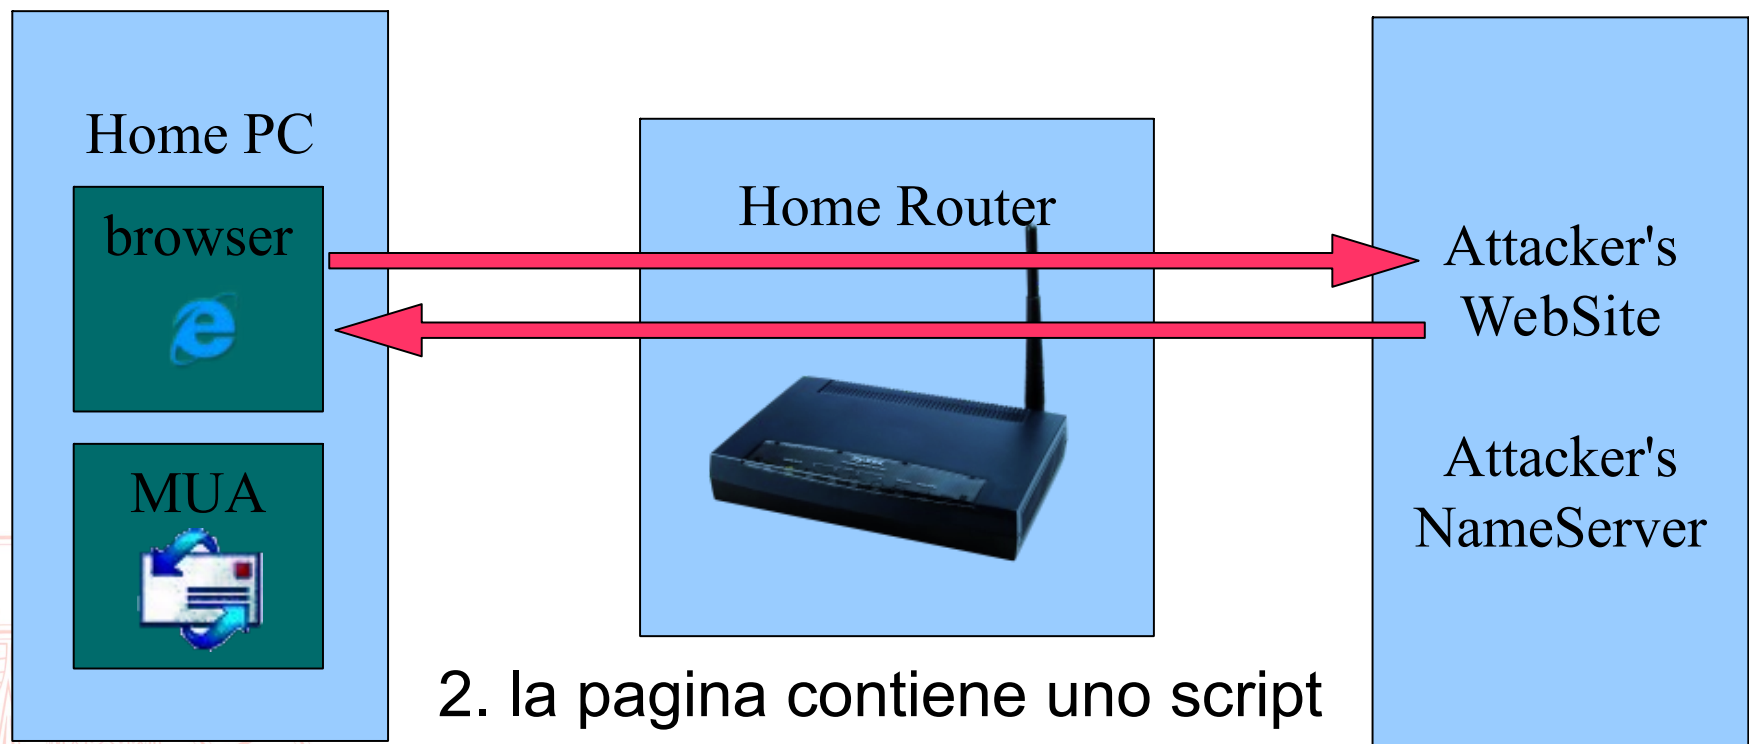 Home PC
browser
MUA
Home Router
Attacker's
WebSite
Attacker's
NameServer
2. la pagina contiene uno script